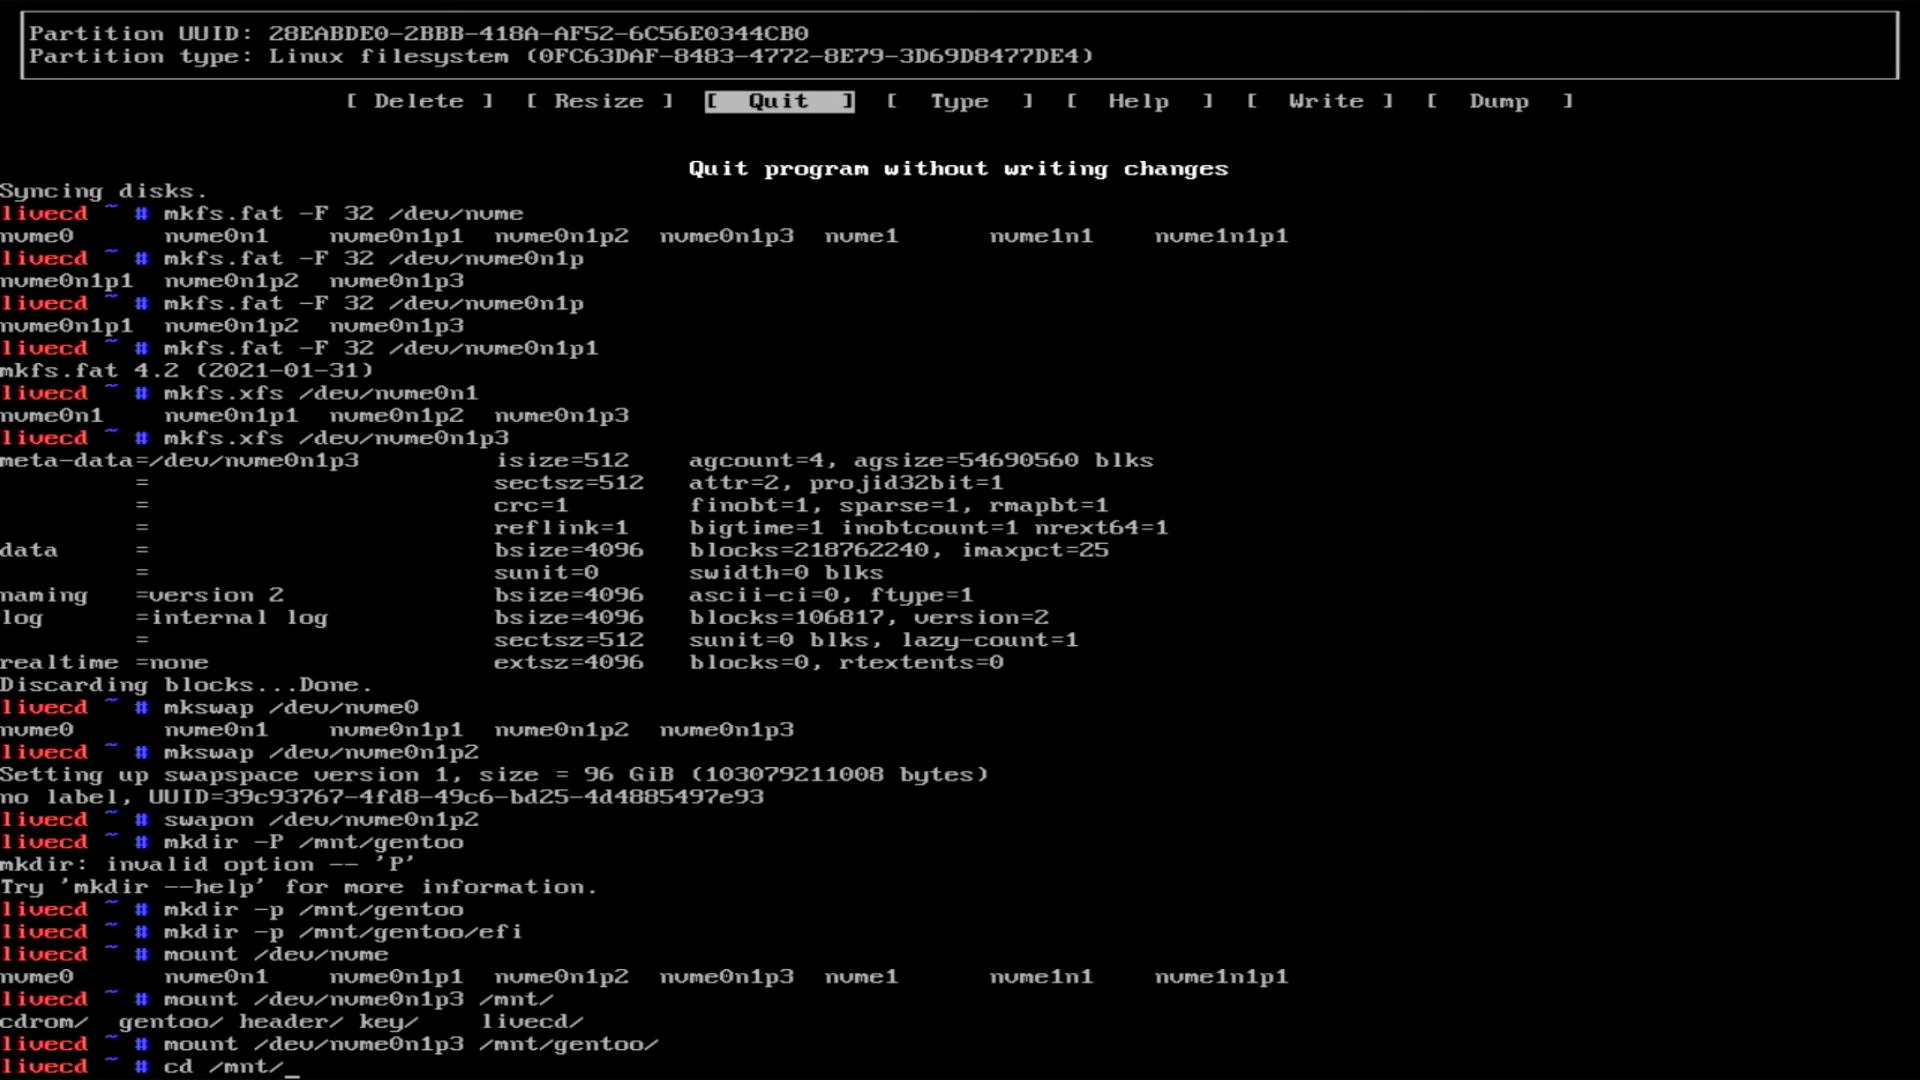 Partition UUID: 28EABDE0-2BBB-418A-AF52-6C56E0344CB0
Partition type: Linux filesystem (0FC63DAF-8483-4772-8E79-3D69D8477DE4)
[ Delete ] [ Resize ] [ Quit ] [ Type ] [ Help ] [ Write ] [ Dump ]
Quit program without writing changes
Syncing disks.
livecd ~ # mkfs.fat -F 32 /dev/nvme
nvme0 nvme0n1 nvme0n1p1 nvme0n1p2 nvme0n1p3 nvme1 nvme1n1 nvme1n1p1
livecd ~ # mkfs.fat -F 32 /dev/nvme0n1p
nvme0n1p1 nvme0n1p2 nvme0n1p3
livecd ~ # mkfs.fat -F 32 /dev/nvme0n1p
nvme0n1p1 nvme0n1p2 nvme0n1p3
livecd ~ # mkfs.fat -F 32 /dev/nvme0n1p1
mkfs.fat 4.2 (2021-01-31)
livecd ~ # mkfs.xfs /dev/nvme0n1
nvme0n1 nvme0n1p1 nvme0n1p2 nvme0n1p3
livecd ~ # mkfs.xfs /dev/nvme0n1p3
meta-data=/dev/nvme0n1p3 isize=512 agcount=4, agsize=54690560 blks
= sectsz=512 attr=2, projid32bit=1
= crc=1 finobt=1, sparse=1, rmapbt=1
= reflink=1 bigtime=1 inobtcount=1 nrext64=1
data = bsize=4096 blocks=218762240, imaxpct=25
= sunit=0 swidth=0 blks
naming =version 2 bsize=4096 ascii-ci=0, ftype=1
log =internal log bsize=4096 blocks=106817, version=2
= sectsz=512 sunit=0 blks, lazy-count=1
realtime =none extsz=4096 blocks=0, rtextents=0
Discarding blocks...Done.
livecd ~ # mkswap /dev/nvme0
nvme0 nvme0n1 nvme0n1p1 nvme0n1p2 nvme0n1p3
livecd ~ # mkswap /dev/nvme0n1p2
Setting up swapspace version 1, size = 96 GiB (103079211008 bytes)
no label, UUID=39c93767-4fd8-49c6-bd25-4d4885497e93
livecd ~ # swapon /dev/nvme0n1p2
livecd ~ # mkdir -P /mnt/gentoo
mkdir: invalid option -- 'P'
Try 'mkdir --help' for more information.
livecd ~ # mkdir -p /mnt/gentoo
livecd ~ # mkdir -p /mnt/gentoo/efi
livecd ~ # mount /dev/nvme
nvme0 nvme0n1 nvme0n1p1 nvme0n1p2 nvme0n1p3 nvme1 nvme1n1 nvme1n1p1
livecd ~ # mount /dev/nvme0n1p3 /mnt/
cdrom/ gentoo/ header/ key/ livecd/
livecd ~ # mount /dev/nvme0n1p3 /mnt/gentoo/
livecd ~ # cd /mnt/_